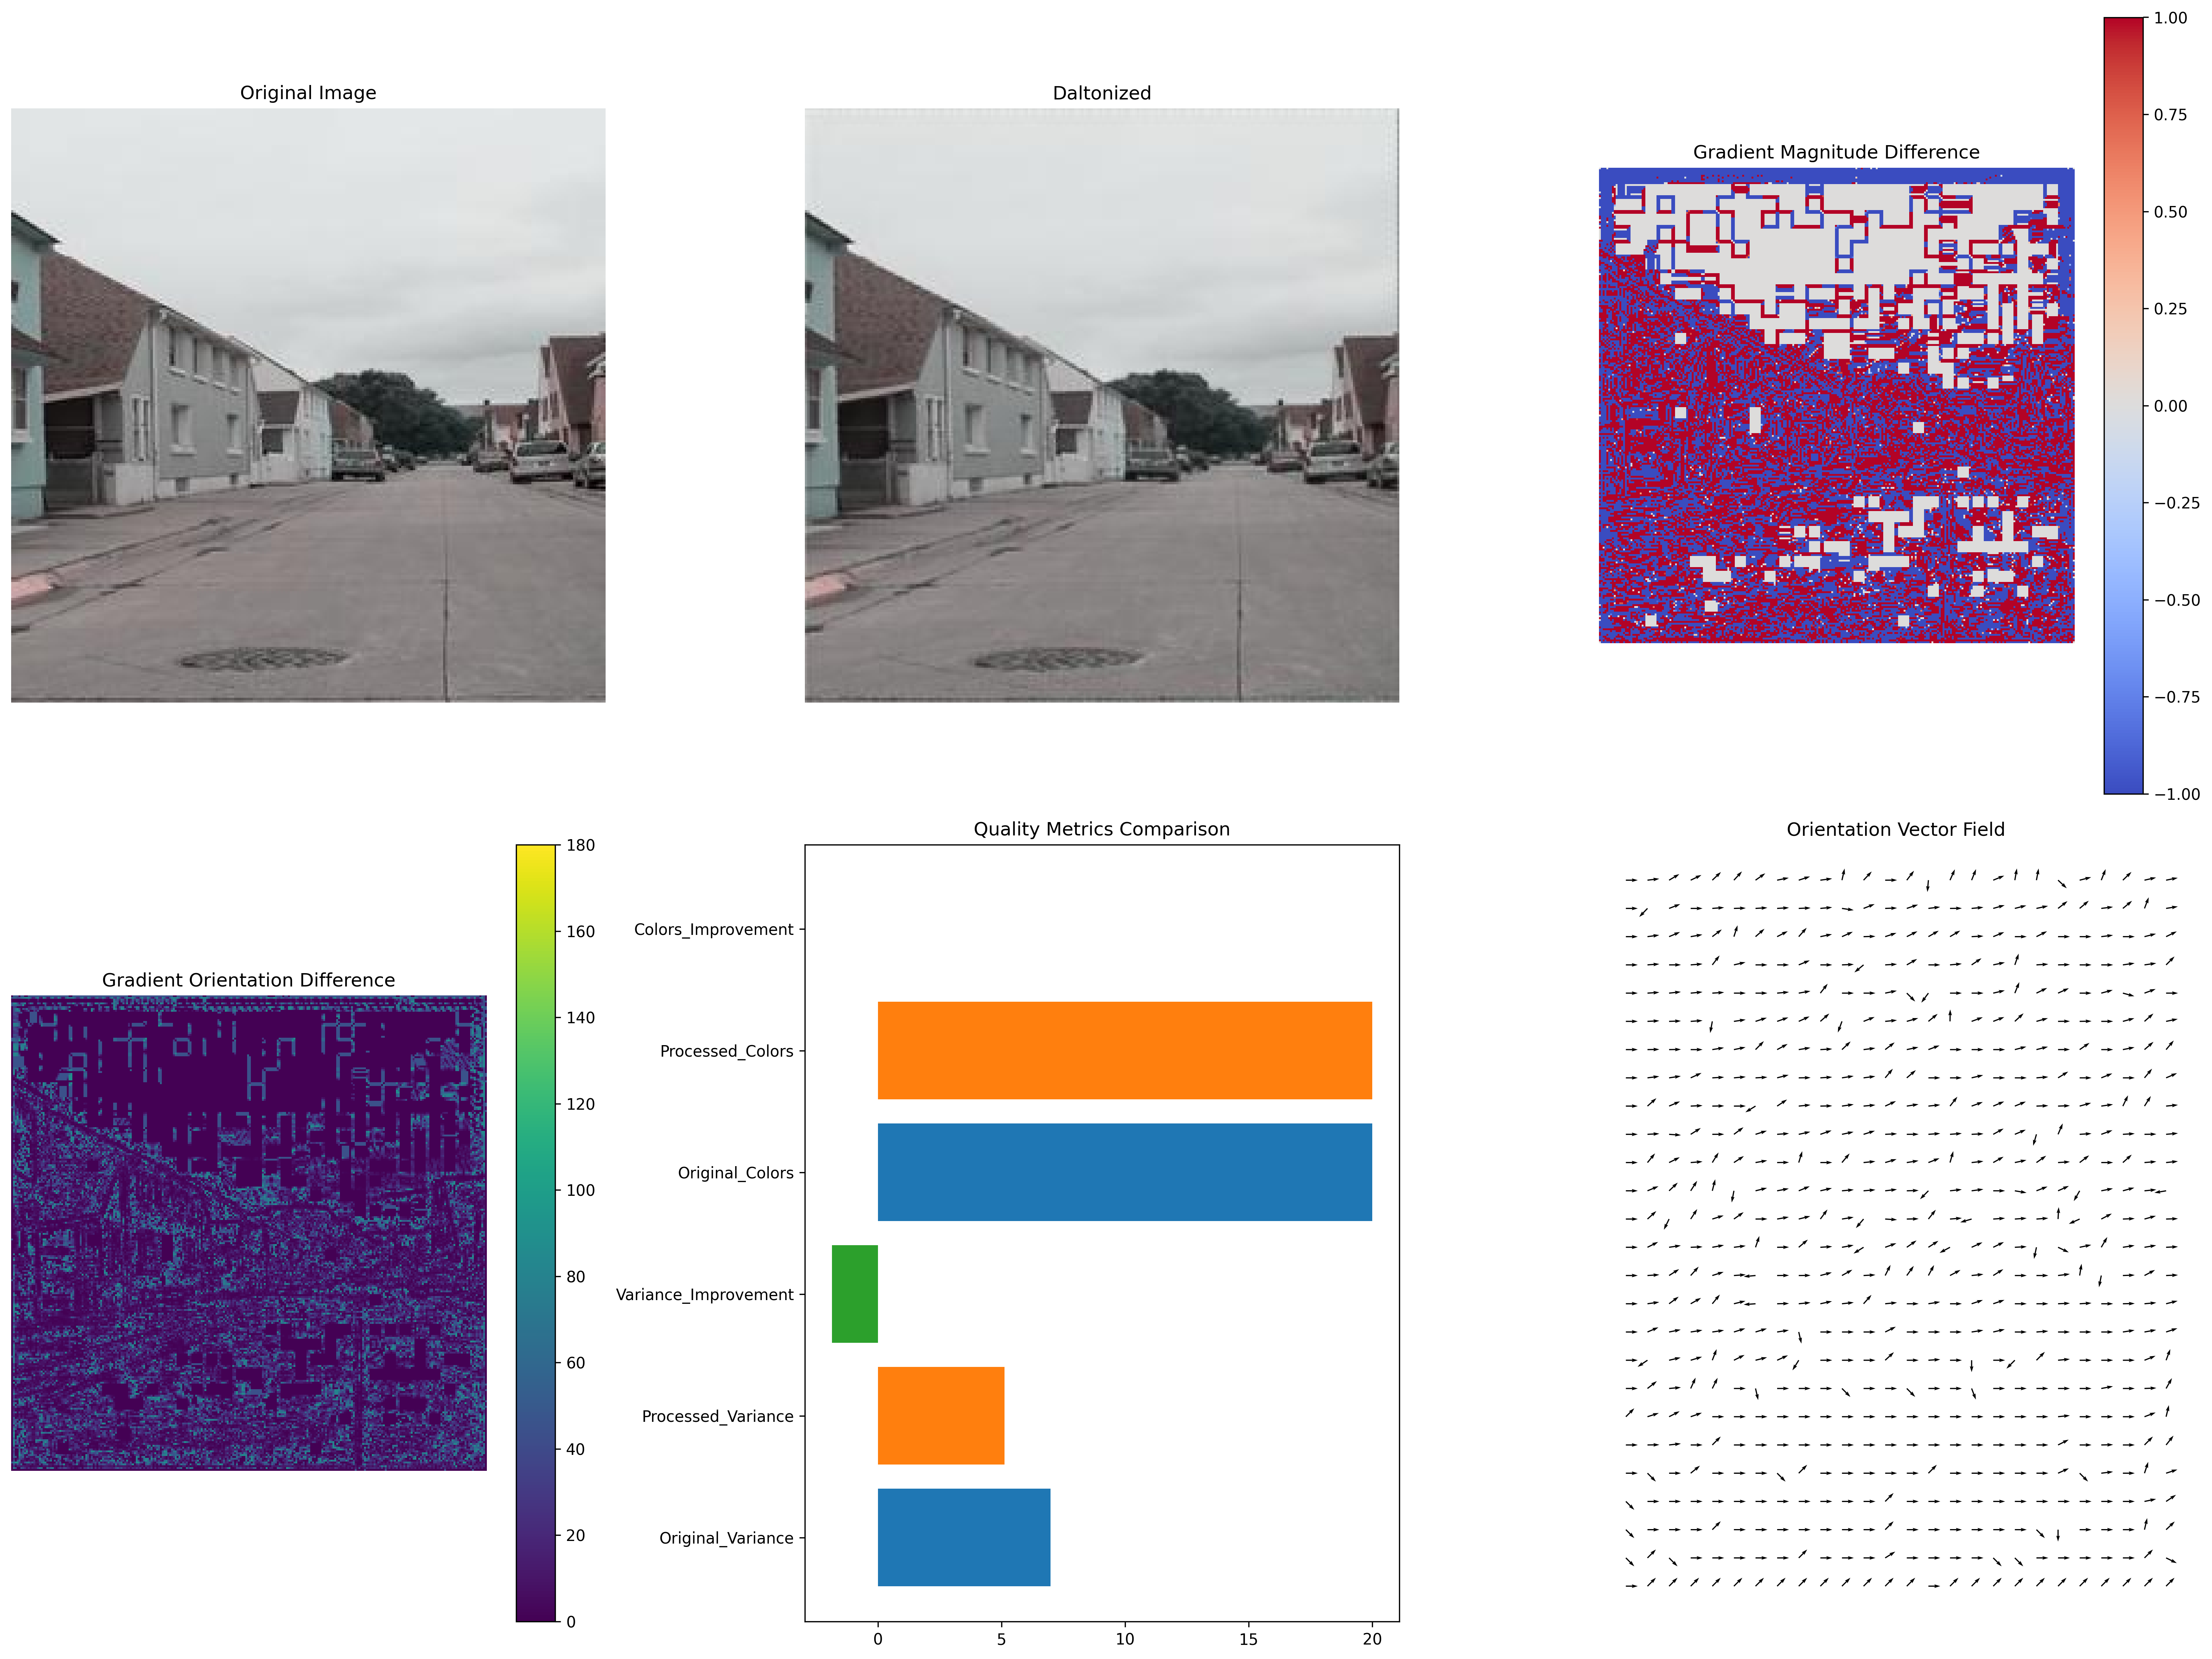 Original Image
Daltonized
Gradient Magnitude Difference
1.00
0.75
0.50
0.25
0.00
−0.25
−0.50
−0.75
−1.00
Gradient Orientation Difference
180
160
140
120
100
80
60
40
20
0
Quality Metrics Comparison
Colors_Improvement
Processed_Colors
Original_Colors
Variance_Improvement
Processed_Variance
Original_Variance
0 5 10 15 20
Orientation Vector Field